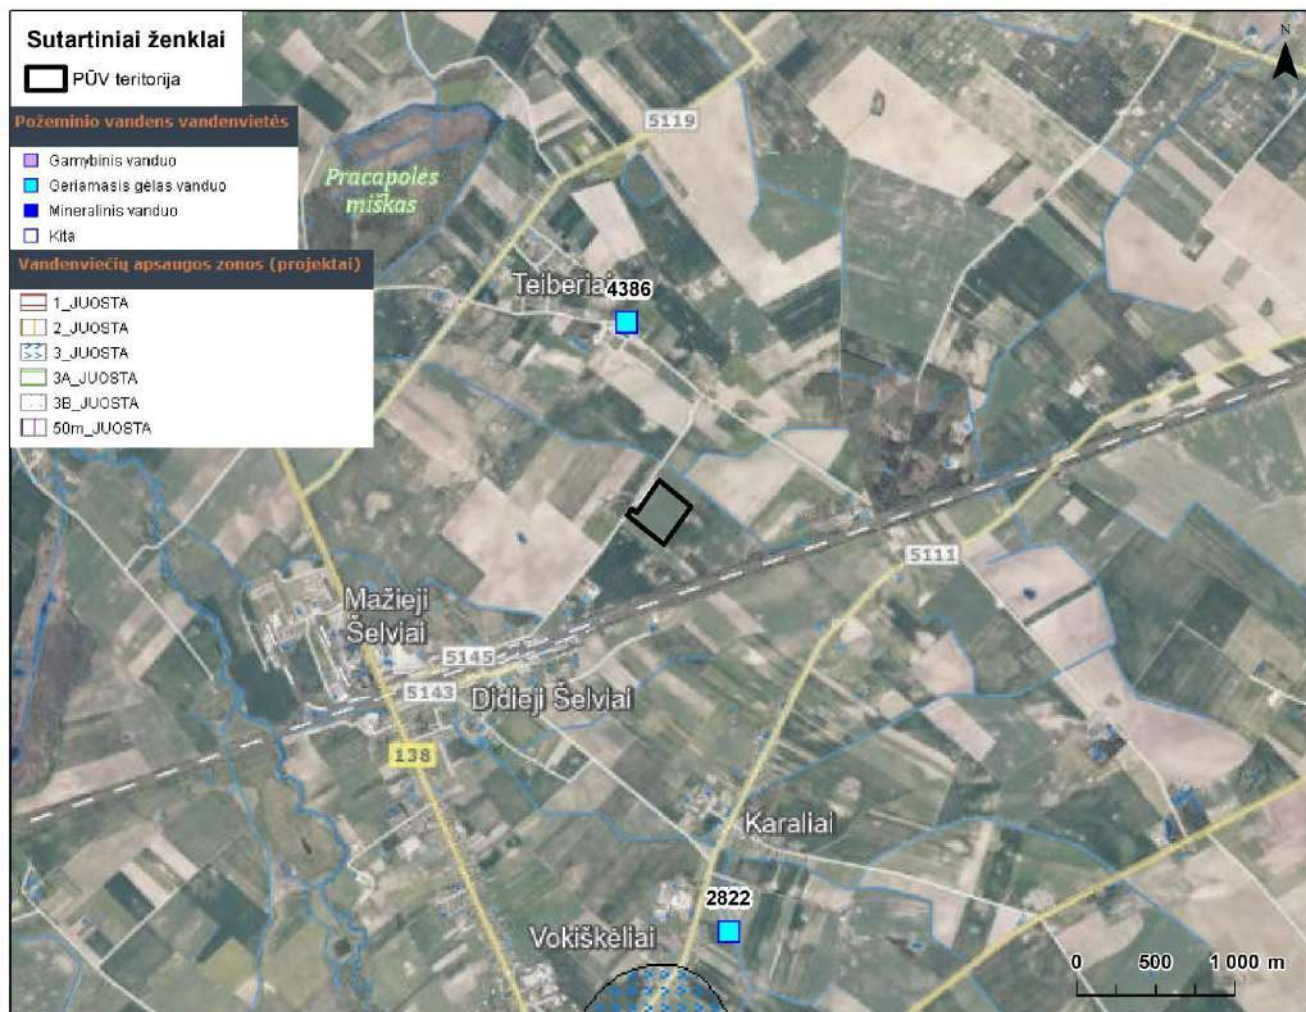 Sutartiniai ženklai
PŪV teritorija
Požeminio vandens vandenvietės
Gamybinis vanduo
Geriamasis gėlas vanduo
Mineralinis vanduo
Kita
Vandenviečių apsaugos zonos (projektai)
1_JUOSTA
2_JUOSTA
3_JUOSTA
3A_JUOSTA
3B_JUOSTA
50m_JUOSTA
N
5119
Pracapolės
miškas
Teiberiai
4386
5111
Mažieji
Šelviai
5145
5143
Didieji Šelviai
138
Karaliai
2822
Vokiškėliai
0 500 1 000 m